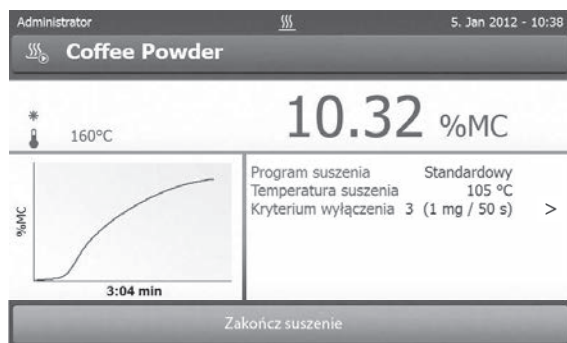 Administrator 5. Jan 2012 - 10:38
Coffee Powder
160°C
10.32 %MC
%MC
3:04 min
Program suszenia Standardowy
Temperatura suszenia 105 °C
Kryterium wyłączenia 3 (1 mg / 50 s) >
Zakończ suszenie